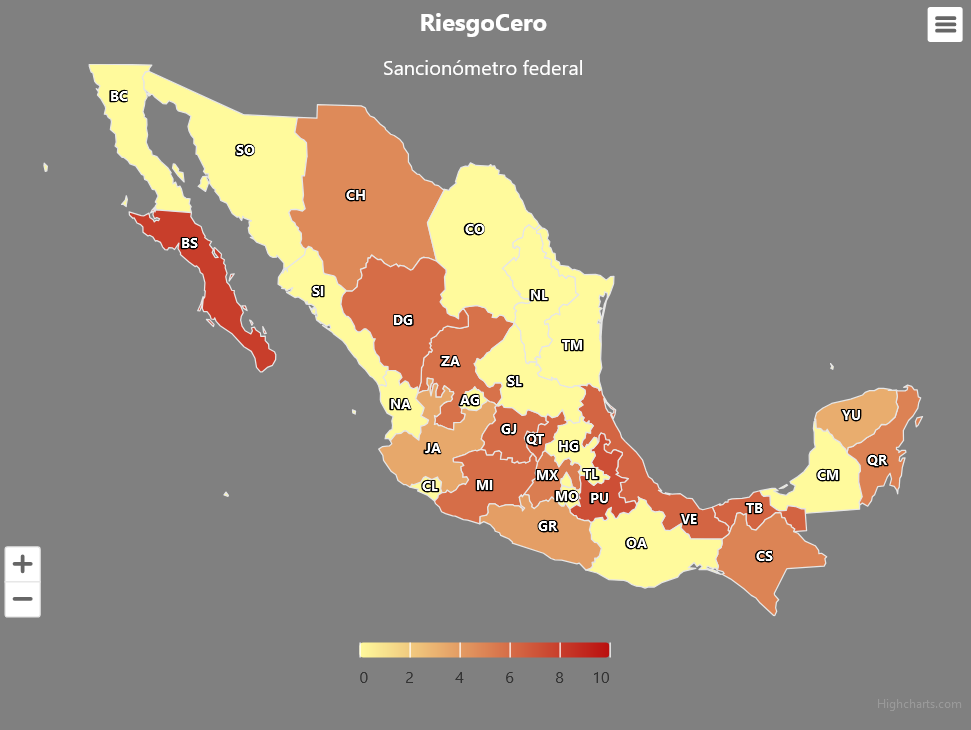 RiesgoCero
Sancionómetro federal
BC
SO
CH
CO
BS
SI
NL
DG
TM
ZA
SL
NA
AG
YU
GJ
QT
JA
HG
QR
CL
MI
MX
TL
CM
MO
PU
GR
VE
TB
OA
CS
+
−
0 2 4 6 8 10
Highcharts.com